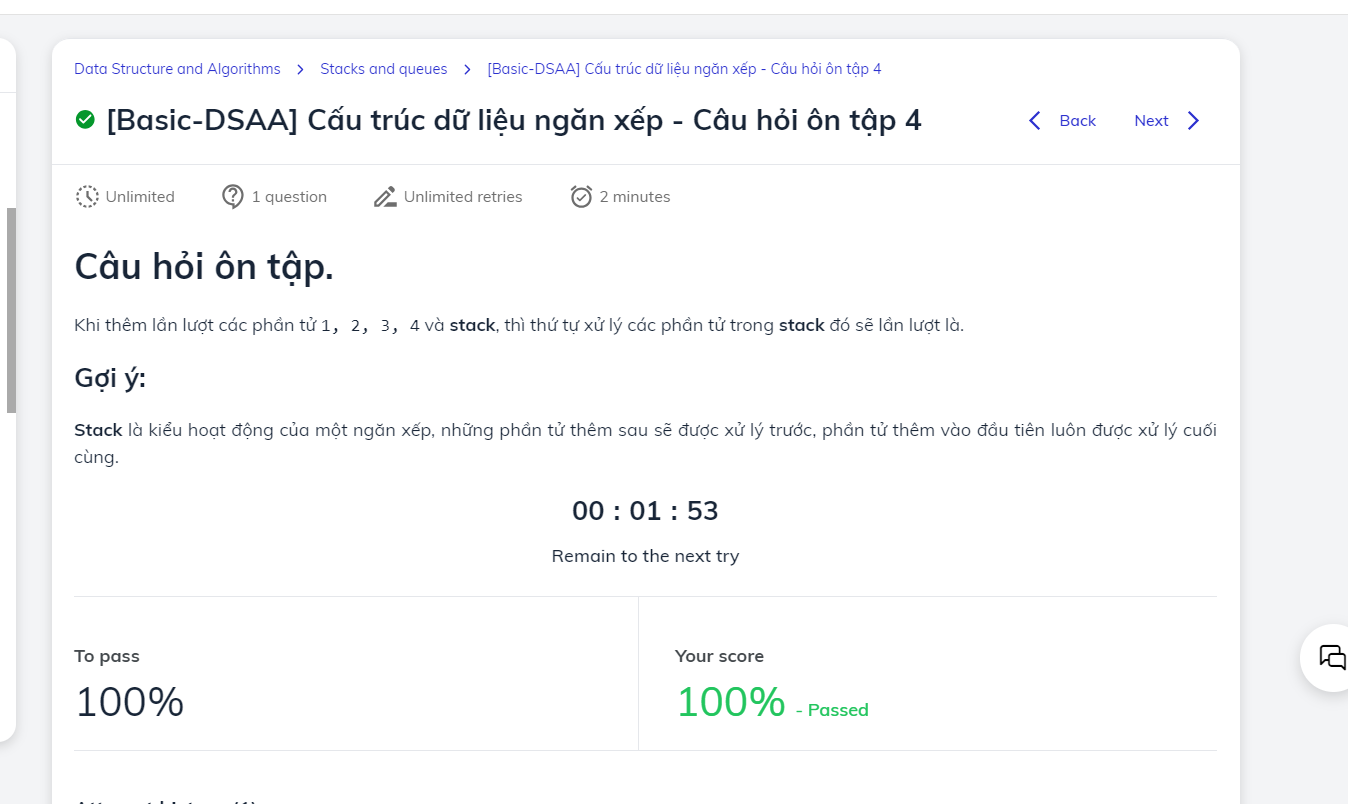 Data Structure and Algorithms > Stacks and queues > [Basic-DSAA] Cấu trúc dữ liệu ngăn xếp - Câu hỏi ôn tập 4
[Basic-DSAA] Cấu trúc dữ liệu ngăn xếp - Câu hỏi ôn tập 4
Back Next
Unlimited 1 question Unlimited retries 2 minutes
Câu hỏi ôn tập.
Khi thêm lần lượt các phần tử 1, 2, 3, 4 và stack, thì thứ tự xử lý các phần tử trong stack đó sẽ lần lượt là.
Gợi ý:
Stack là kiểu hoạt động của một ngăn xếp, những phần tử thêm sau sẽ được xử lý trước, phần tử thêm vào đầu tiên luôn được xử lý cuối
cùng.
00 : 01 : 53
Remain to the next try
To pass Your score
100% 100% - Passed